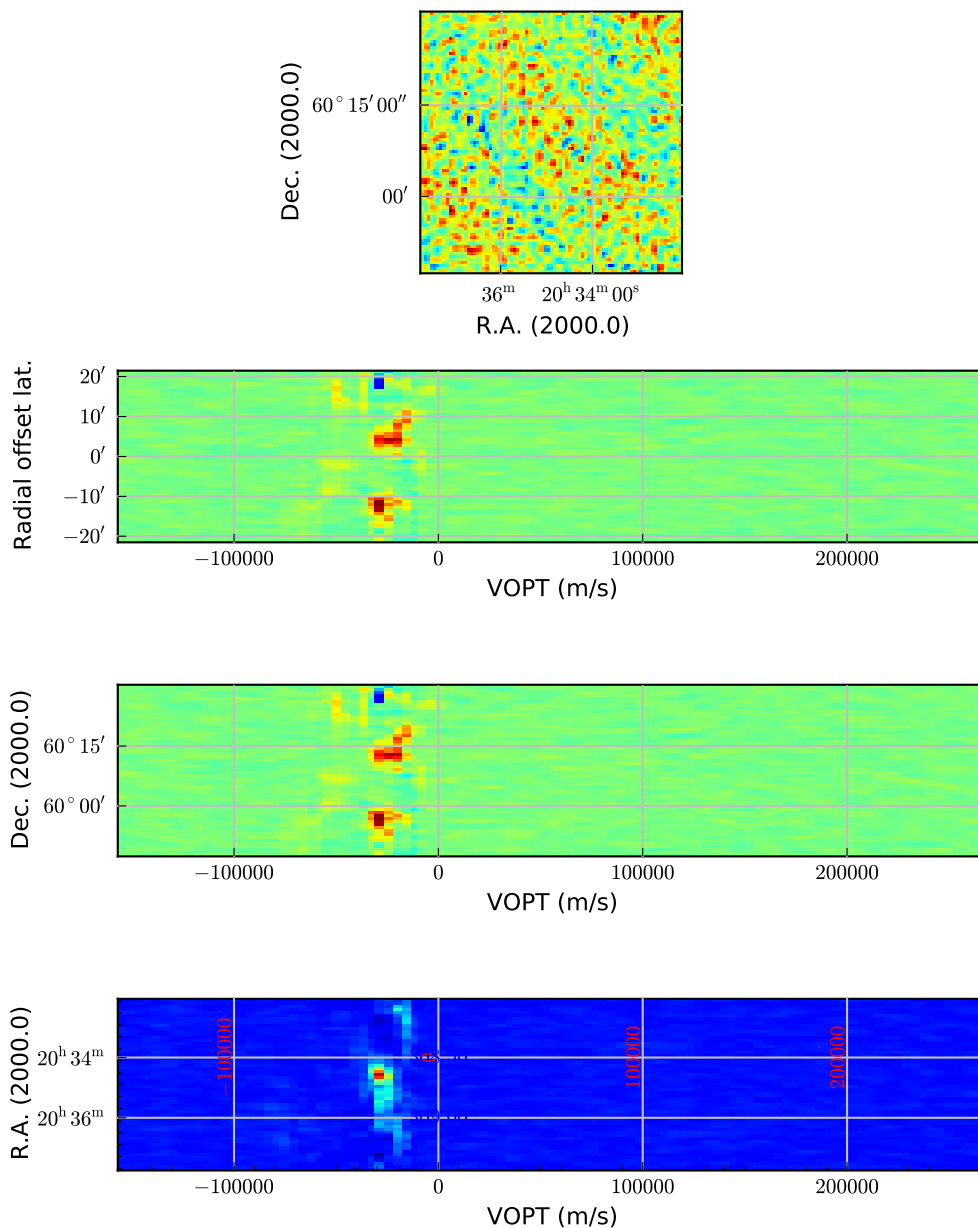 Dec. (2000.0)
60° 15′ 00″
00′
36ᵐ
20ʰ 34ᵐ 00ˢ
R.A. (2000.0)
Radial offset lat.
20′
10′
0′
−10′
−20′
−100000
0
100000
200000
VOPT (m/s)
Dec. (2000.0)
60° 15′
60° 00′
−100000
0
100000
200000
VOPT (m/s)
R.A. (2000.0)
20ʰ 34ᵐ
20ʰ 36ᵐ
−100000
100000
200000
−100000
0
100000
200000
VOPT (m/s)